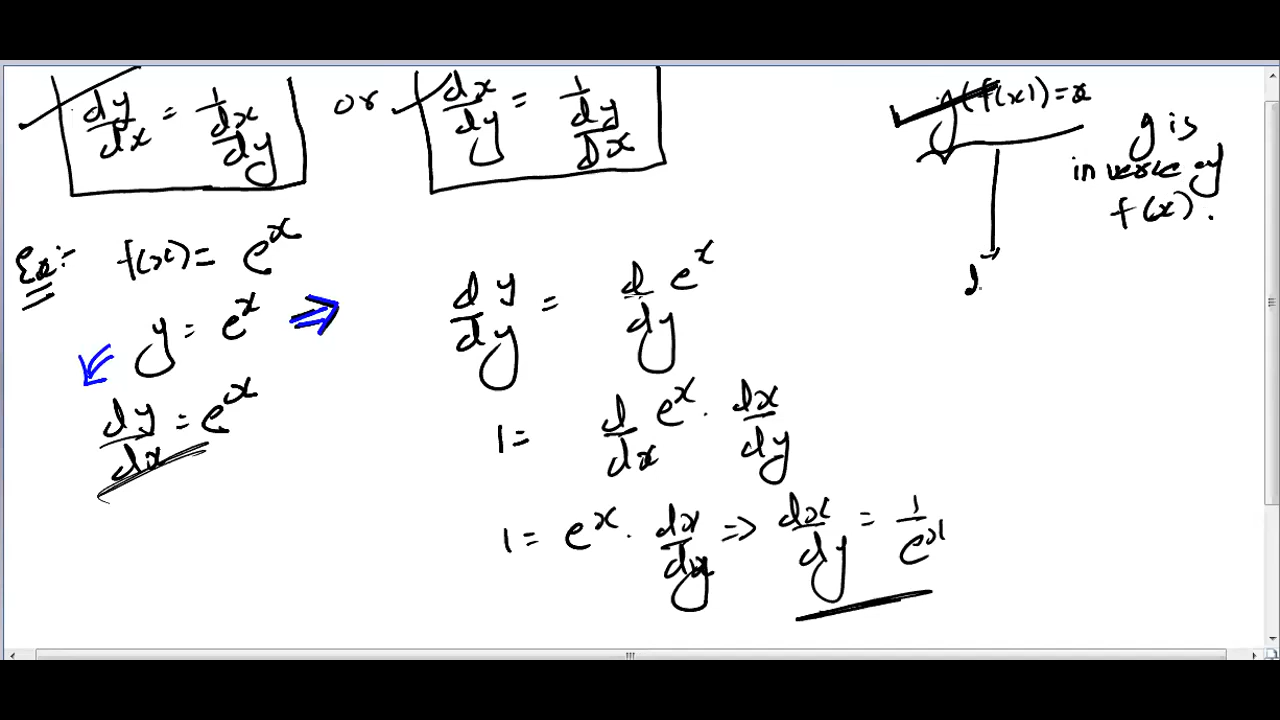 dy/dx = 1/(dx/dy) or dx/dy = 1/(dy/dx)
g(f(x)) = x
g is
inverse of
f(x).
Ex:- f(x) = e^x
y = e^x ⇒
dy/dx = e^x
dy/dy = d/dy e^x
1 = d/dx e^x · dx/dy
1 = e^x · dx/dy => dx/dy = 1/e^x